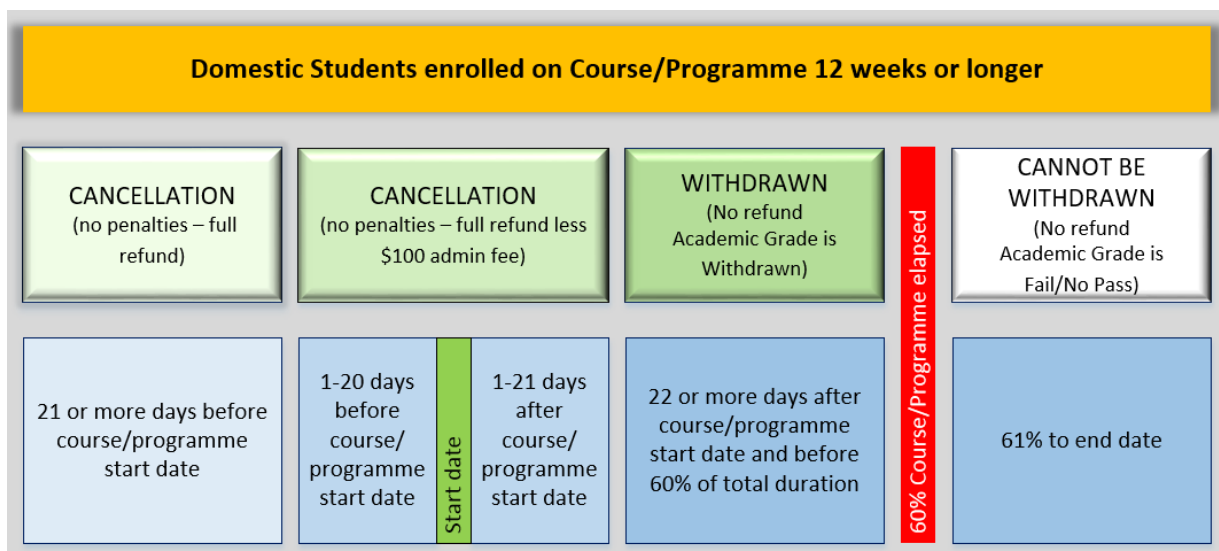 Domestic Students enrolled on Course/Programme 12 weeks or longer
CANCELLATION
(no penalties – full
refund)
CANCELLATION
(no penalties – full refund less
$100 admin fee)
WITHDRAWN
(No refund
Academic Grade is
Withdrawn)
60% Course/Programme elapsed
CANNOT BE
WITHDRAWN
(No refund
Academic Grade is
Fail/No Pass)
21 or more days before
course/programme
start date
1-20 days
before
course/
programme
start date
Start date
1-21 days
after
course/
programme
start date
22 or more days after
course/programme
start date and before
60% of total duration
61% to end date